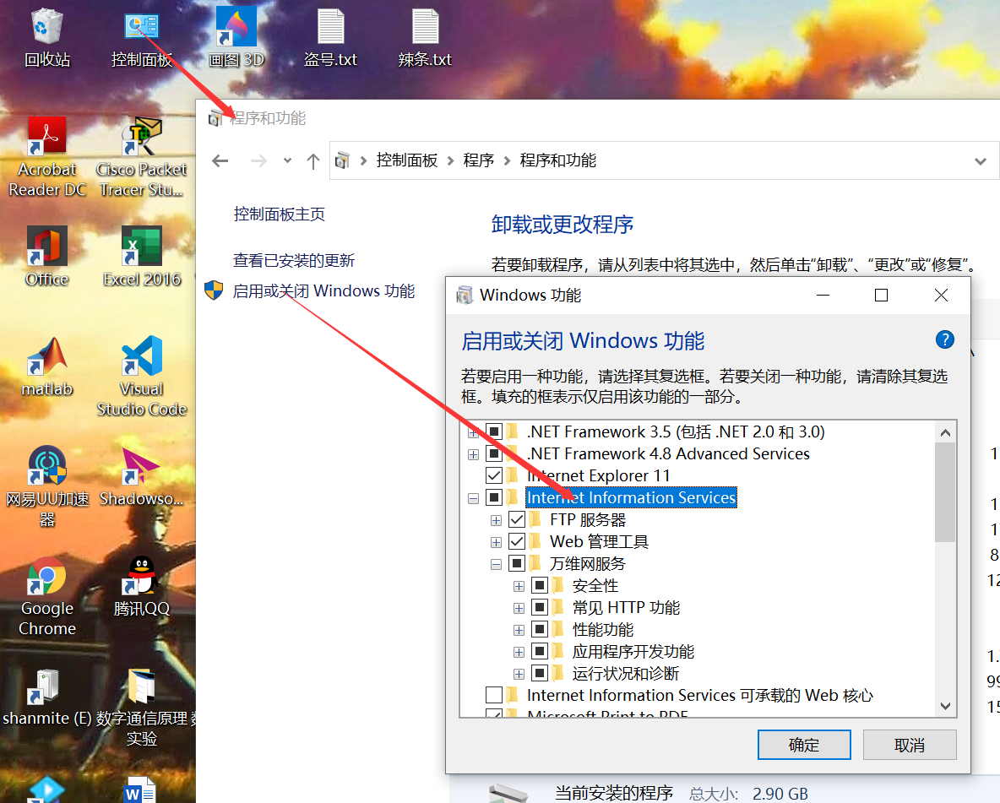 回收站
控制面板
画图 3D
盗号.txt
辣条.txt
Acrobat
Reader DC
Cisco Packet
Tracer Stu...
Office
Excel 2016
matlab
Visual
Studio Code
网易UU加速
器
Shadowso...
Google
Chrome
腾讯QQ
shanmite (E)
数字通信原理
实验
程序和功能
控制面板
程序
程序和功能
控制面板主页
查看已安装的更新
启用或关闭 Windows 功能
卸载或更改程序
若要卸载程序，请从列表中将其选中，然后单击“卸载”、“更改”或“修复”。
Windows 功能
启用或关闭 Windows 功能
若要启用一种功能，请选择其复选框。若要关闭一种功能，请清除其复选
框。填充的框表示仅启用该功能的一部分。
.NET Framework 3.5 (包括 .NET 2.0 和 3.0)
.NET Framework 4.8 Advanced Services
Internet Explorer 11
Internet Information Services
FTP 服务器
Web 管理工具
万维网服务
安全性
常见 HTTP 功能
性能功能
应用程序开发功能
运行状况和诊断
Internet Information Services 可承载的 Web 核心
Microsoft Print to PDF
确定
取消
当前安装的程序 总大小: 2.90 GB